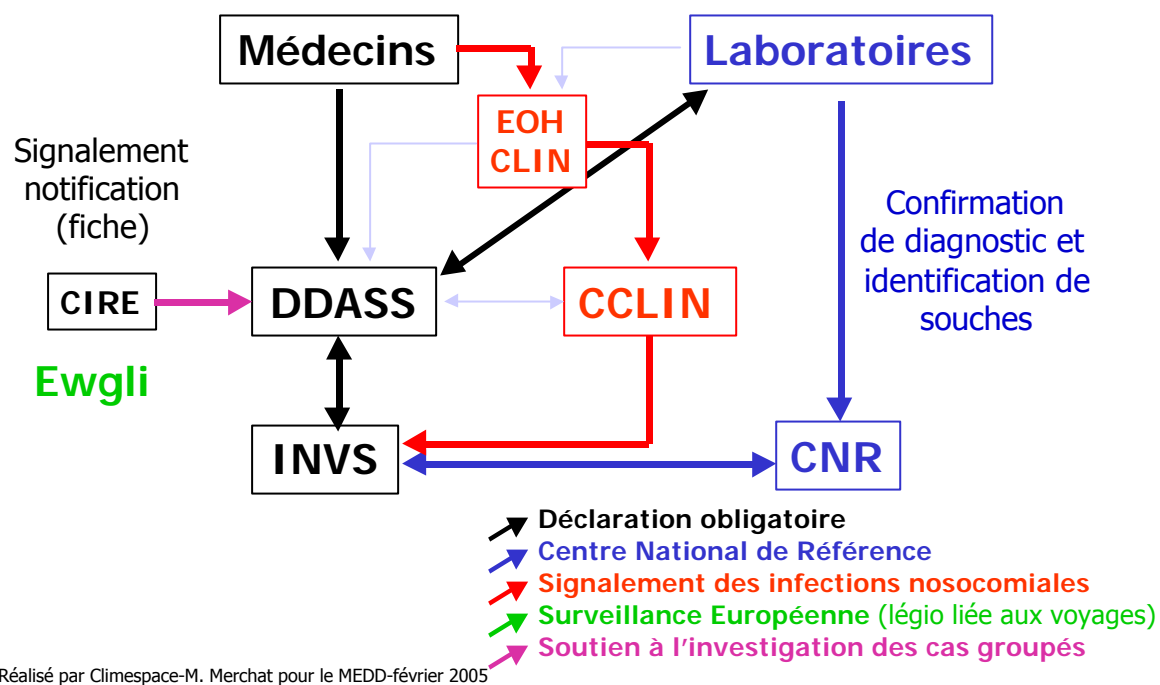 Médecins
Laboratoires
EOH
CLIN
Signalement
notification
(fiche)
Confirmation
de diagnostic et
identification de
souches
CIRE
DDASS
CCLIN
Ewgli
INVS
CNR
Déclaration obligatoire
Centre National de Référence
Signalement des infections nosocomiales
Surveillance Européenne (légio liée aux voyages)
Soutien à l'investigation des cas groupés
Réalisé par Climespace-M. Merchat pour le MEDD-février 2005